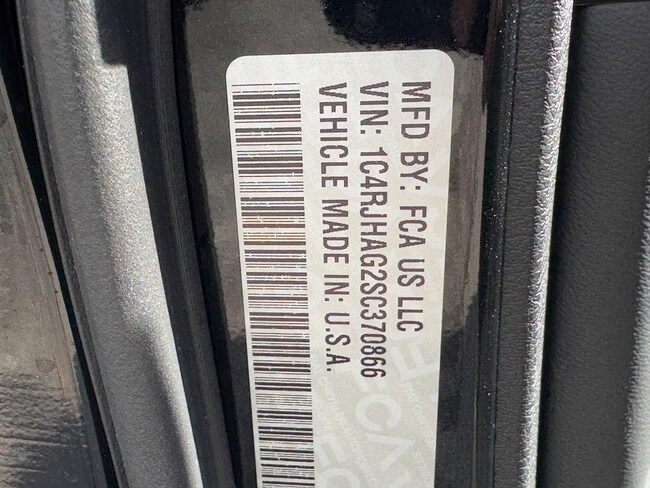 MFD BY: FCA US LLC
VIN: 1C4RJHAG2SC370866
VEHICLE MADE IN: U.S.A.